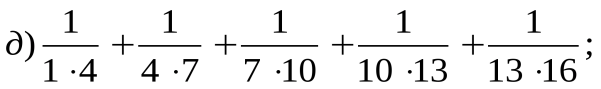 д) 1/(1·4) + 1/(4·7) + 1/(7·10) + 1/(10·13) + 1/(13·16);